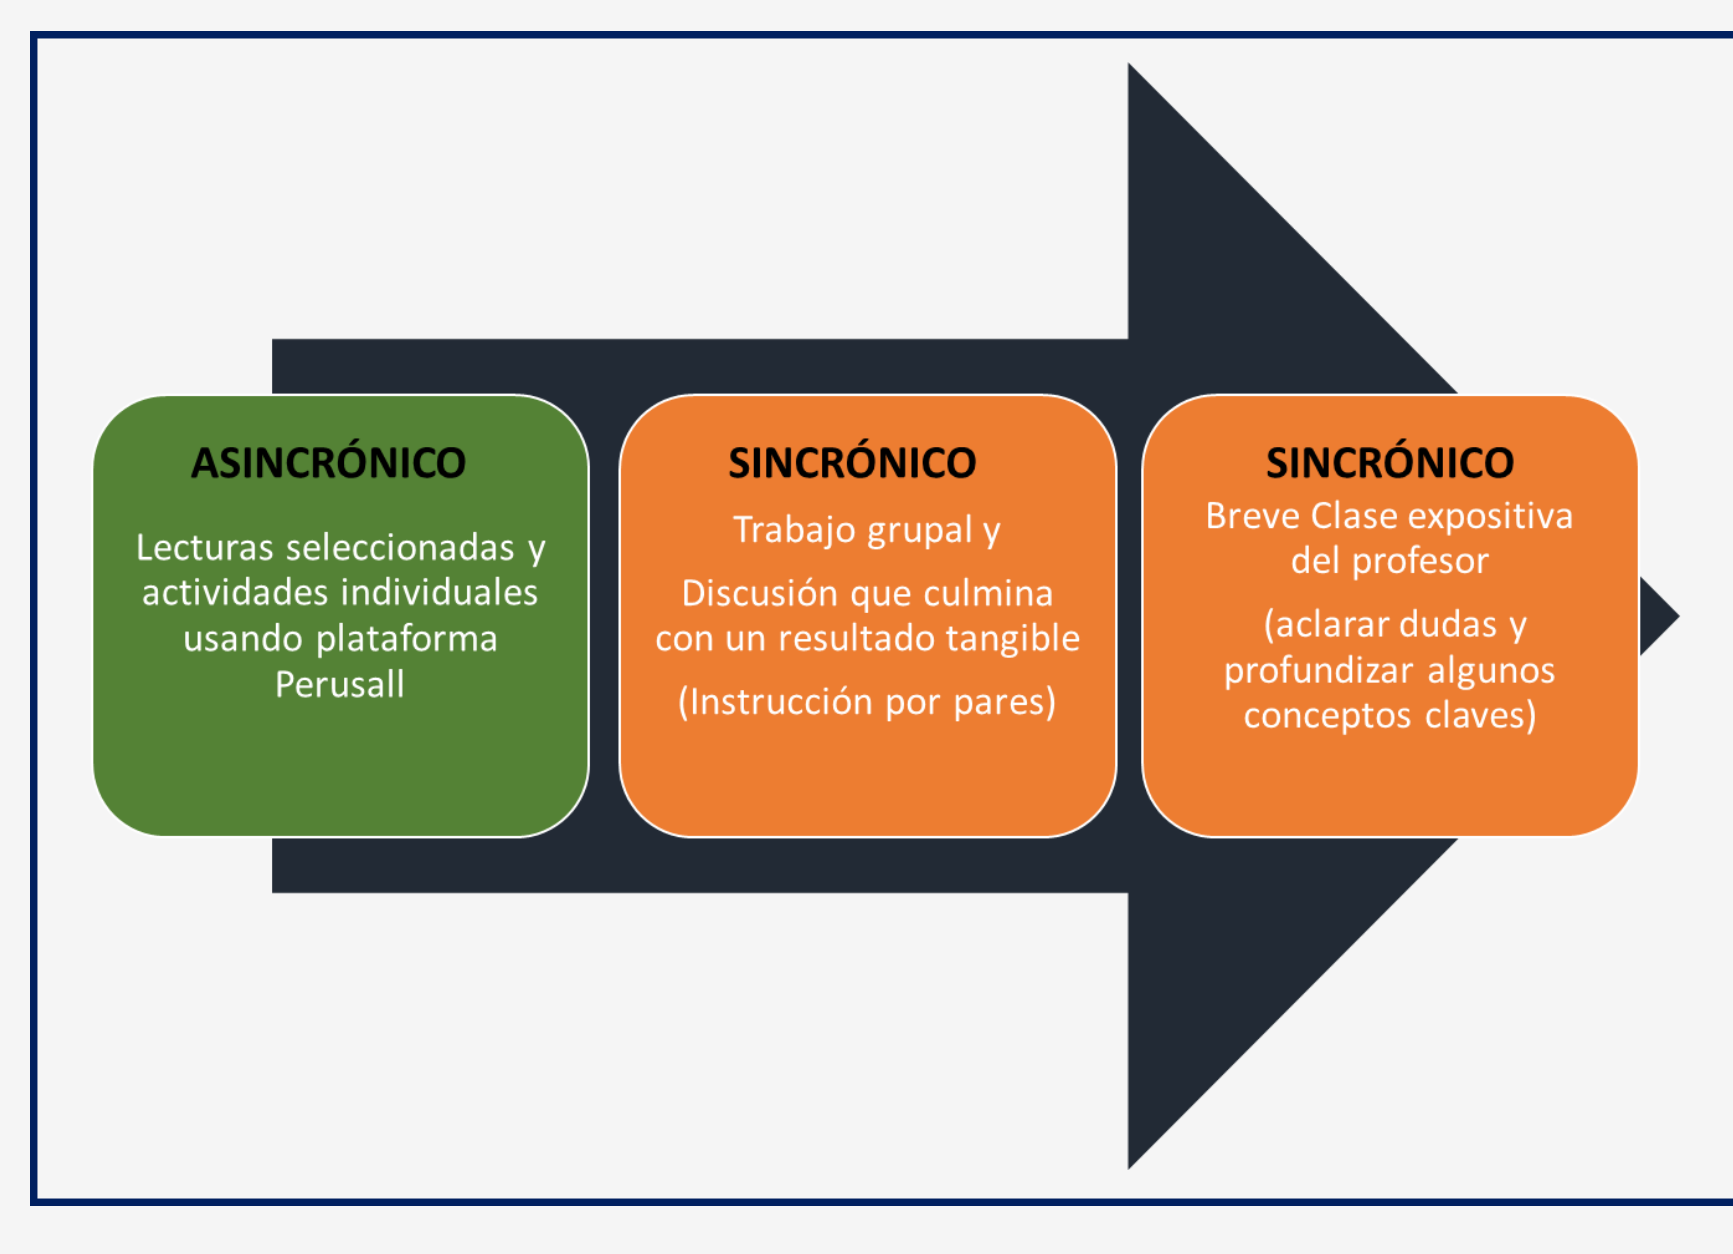 ASINCRÓNICO
Lecturas seleccionadas y
actividades individuales
usando plataforma
Perusall
SINCRÓNICO
Trabajo grupal y
Discusión que culmina
con un resultado tangible
(Instrucción por pares)
SINCRÓNICO
Breve Clase expositiva
del profesor
(aclarar dudas y
profundizar algunos
conceptos claves)